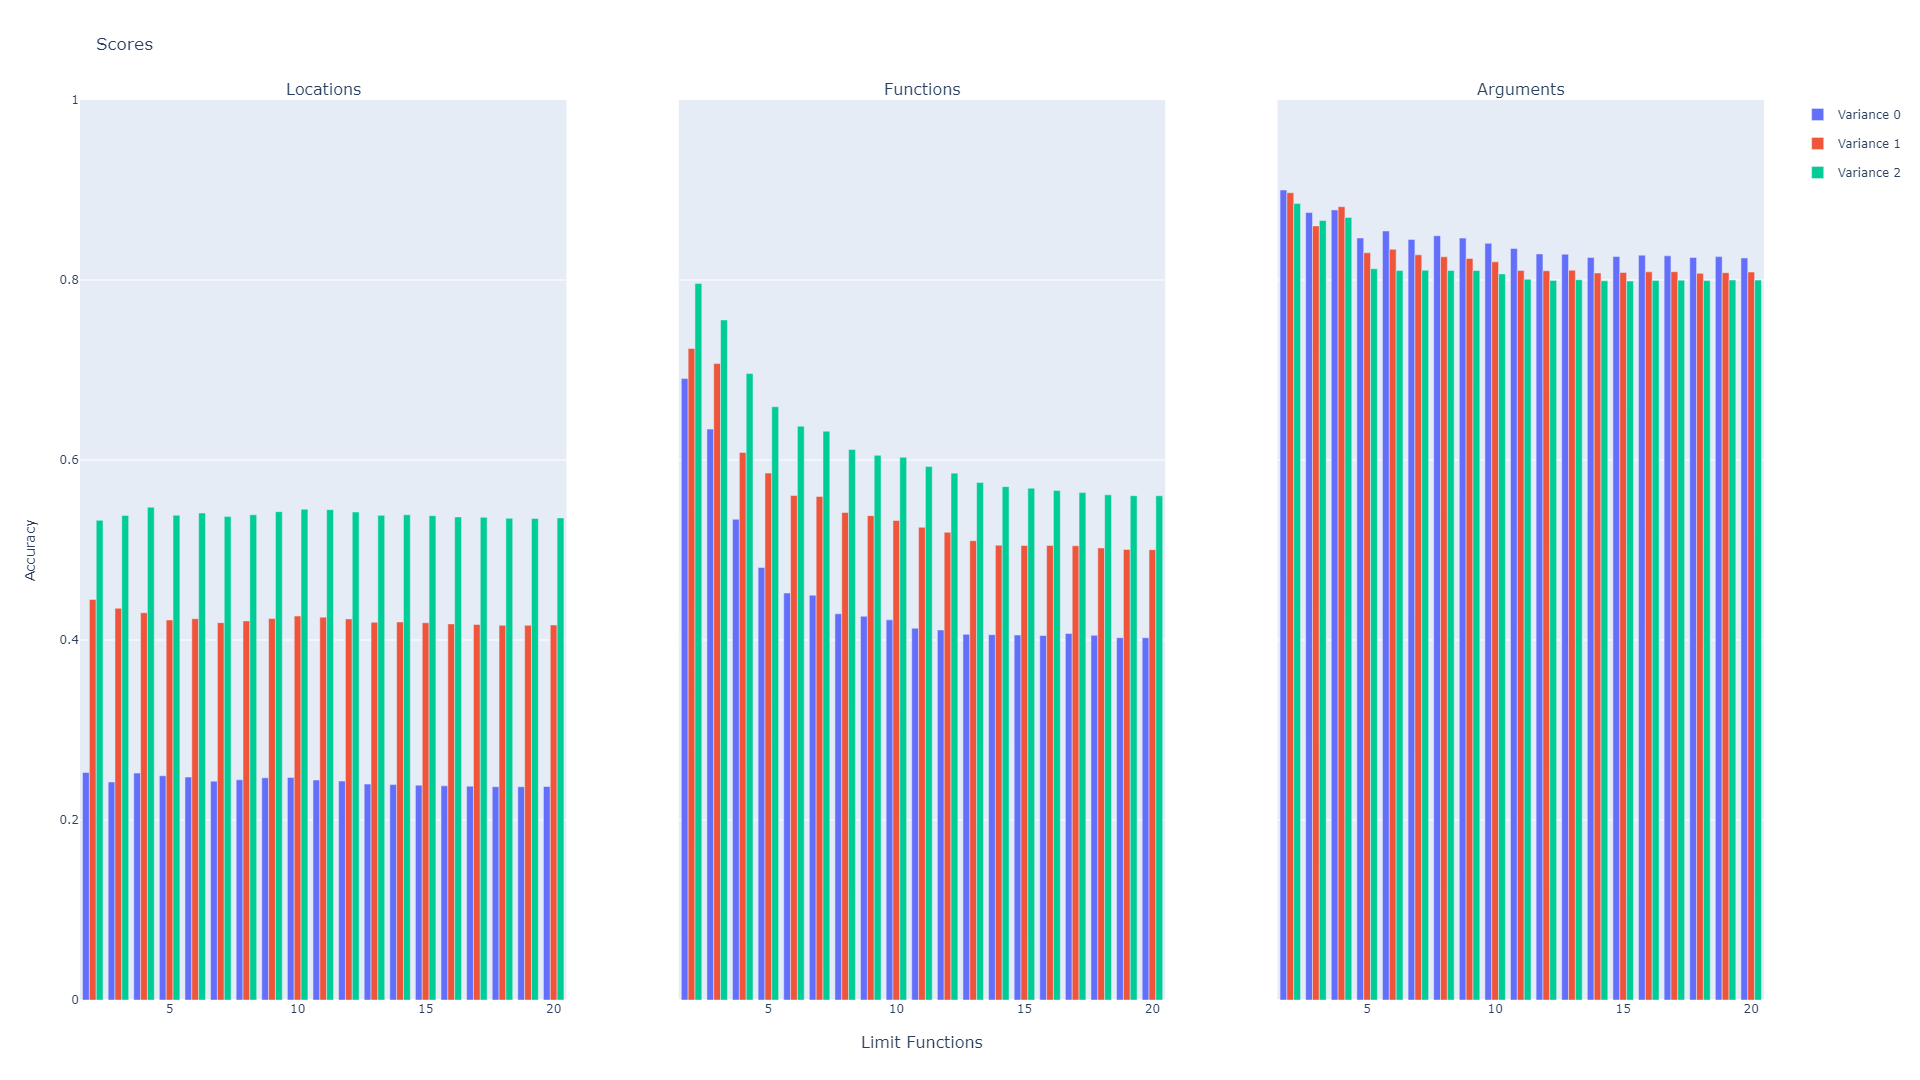 Scores
Locations
Functions
Arguments
Variance 0
Variance 1
Variance 2
Accuracy
1
0.8
0.6
0.4
0.2
0
5 10 15 20
5 10 15 20
5 10 15 20
Limit Functions